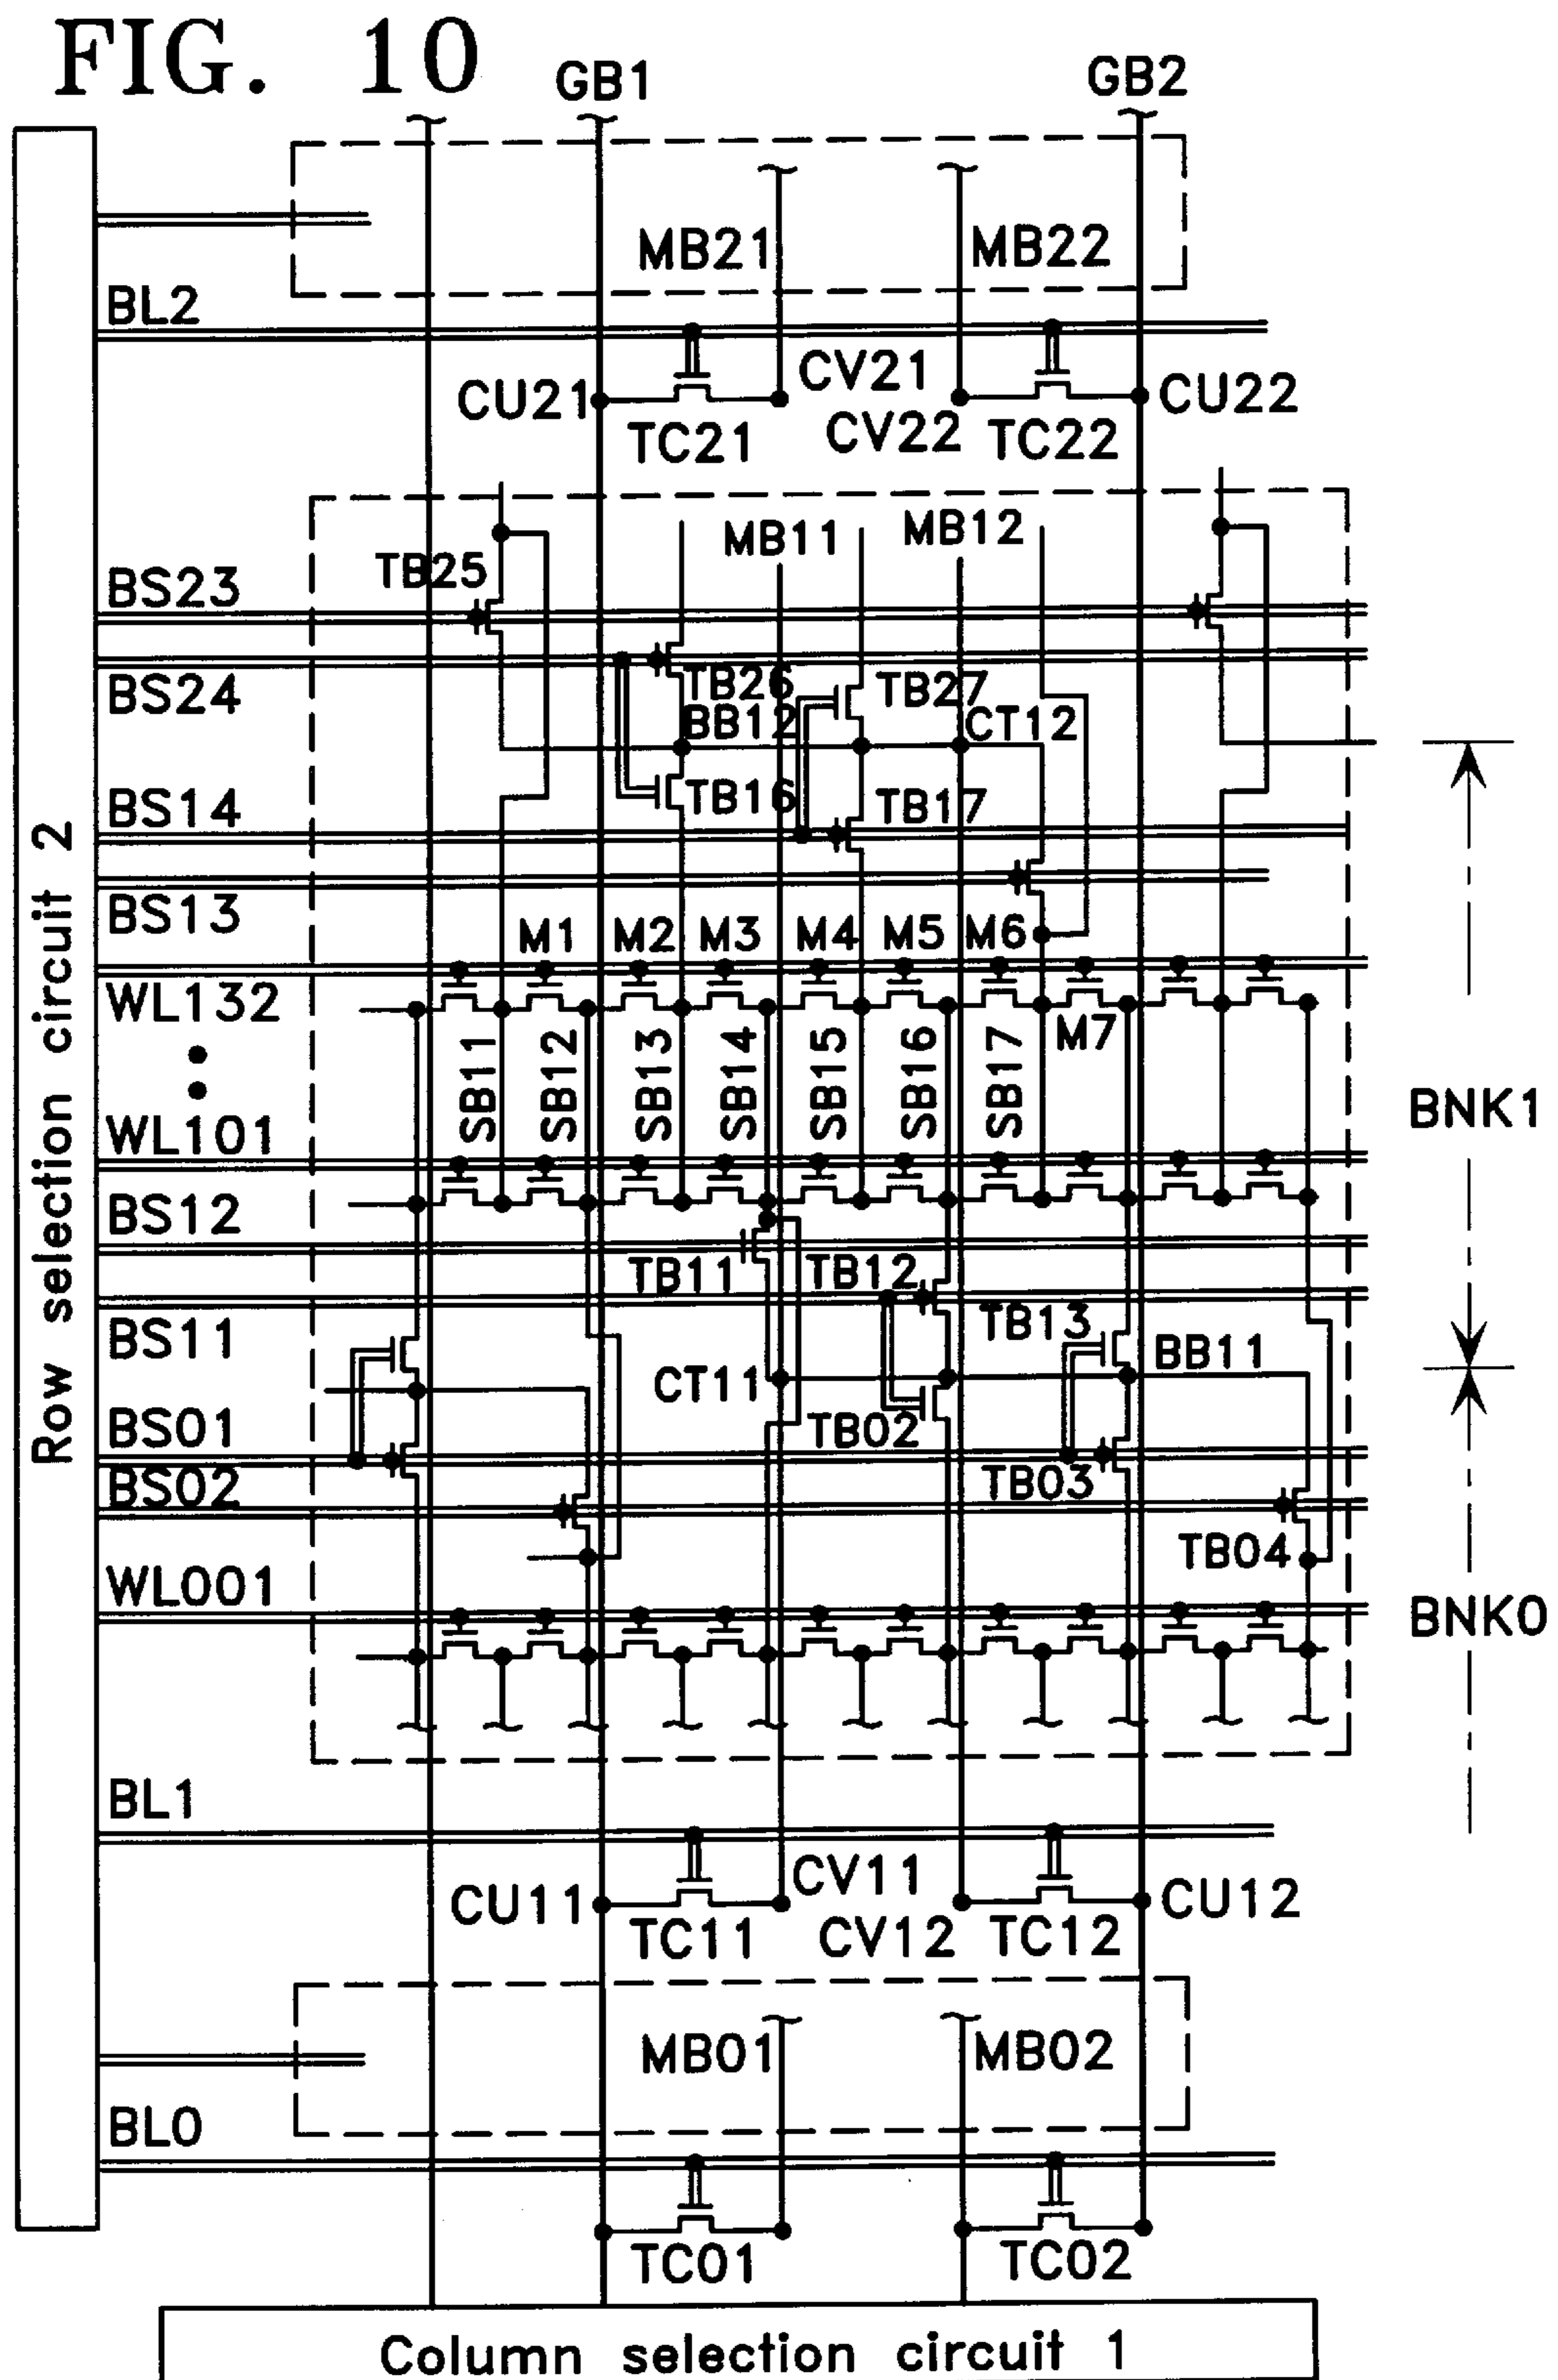 FIG. 10
GB1
GB2
MB21
MB22
BL2
CU21
CV21
CU22
TC21
CV22
TC22
MB11
MB12
TB25
BS23
TB26
TB27
BS24
BB12
CT12
TB16
TB17
BS14
BS13
M1
M2
M3
M4
M5
M6
WL132
M7
SB11
SB12
SB13
SB14
SB15
SB16
SB17
BNK1
WL101
BS12
TB11
TB12
TB13
BS11
BB11
CT11
BS01
TB02
BS02
TB03
TB04
WL001
BNK0
Row selection circuit 2
BL1
CU11
CV11
CU12
TC11
CV12
TC12
MB01
MB02
BL0
TC01
TC02
Column selection circuit 1